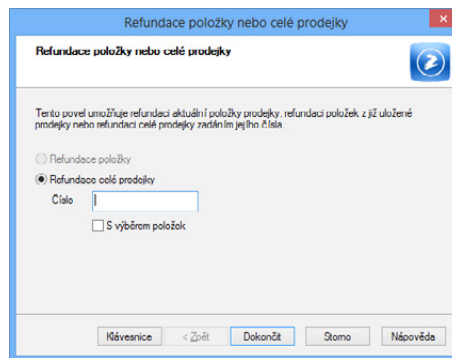 Refundace položky nebo celé prodejky
Refundace položky nebo celé prodejky
Tento povel umožňuje refundaci aktuální položky prodejky, refundaci položek z již uložené
prodejky nebo refundaci celé prodejky zadáním jejího čísla.
Refundace položky
Refundace celé prodejky
Číslo
S výběrem položek
Klávesnice < Zpět Dokončit Storno Nápověda